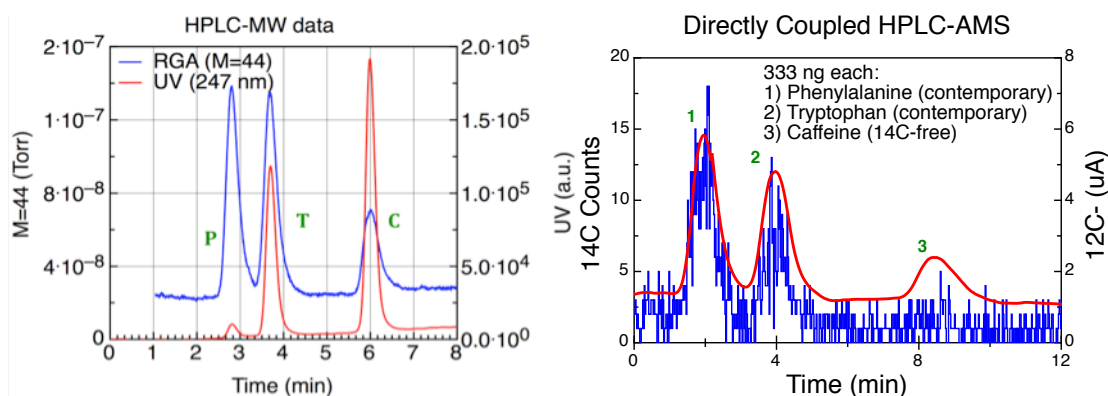 HPLC-MW data
2·10⁻⁷
1·10⁻⁷
8·10⁻⁸
4·10⁻⁸
0
M=44 (Torr)
RGA (M=44)
UV (247 nm)
P
T
C
2.0·10⁵
1.5·10⁵
1.0·10⁵
5.0·10⁴
0.0·10⁰
UV (a.u.)
0 1 2 3 4 5 6 7 8
Time (min)
Directly Coupled HPLC-AMS
20
15
10
5
0
14C Counts
333 ng each:
1) Phenylalanine (contemporary)
2) Tryptophan (contemporary)
3) Caffeine (14C-free)
1
2
3
8
6
4
2
0
12C- (uA)
0 4 8 12
Time (min)